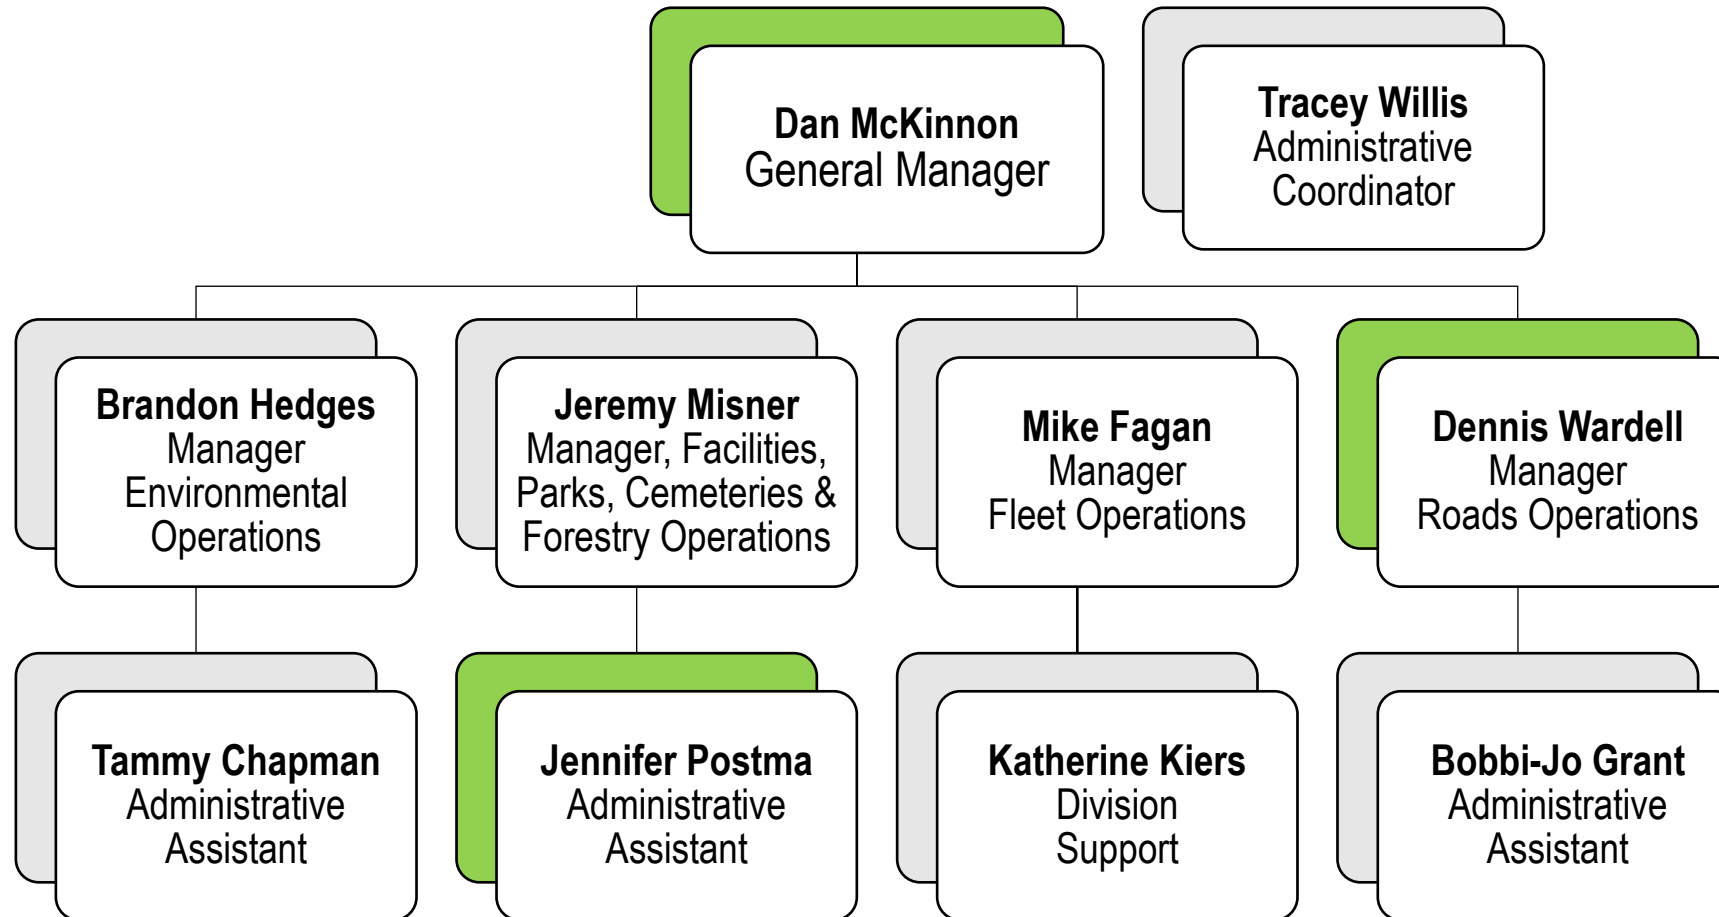 Dan McKinnon
General Manager
Tracey Willis
Administrative
Coordinator
Brandon Hedges
Manager
Environmental
Operations
Jeremy Misner
Manager, Facilities,
Parks, Cemeteries &
Forestry Operations
Mike Fagan
Manager
Fleet Operations
Dennis Wardell
Manager
Roads Operations
Tammy Chapman
Administrative
Assistant
Jennifer Postma
Administrative
Assistant
Katherine Kiers
Division
Support
Bobbi-Jo Grant
Administrative
Assistant